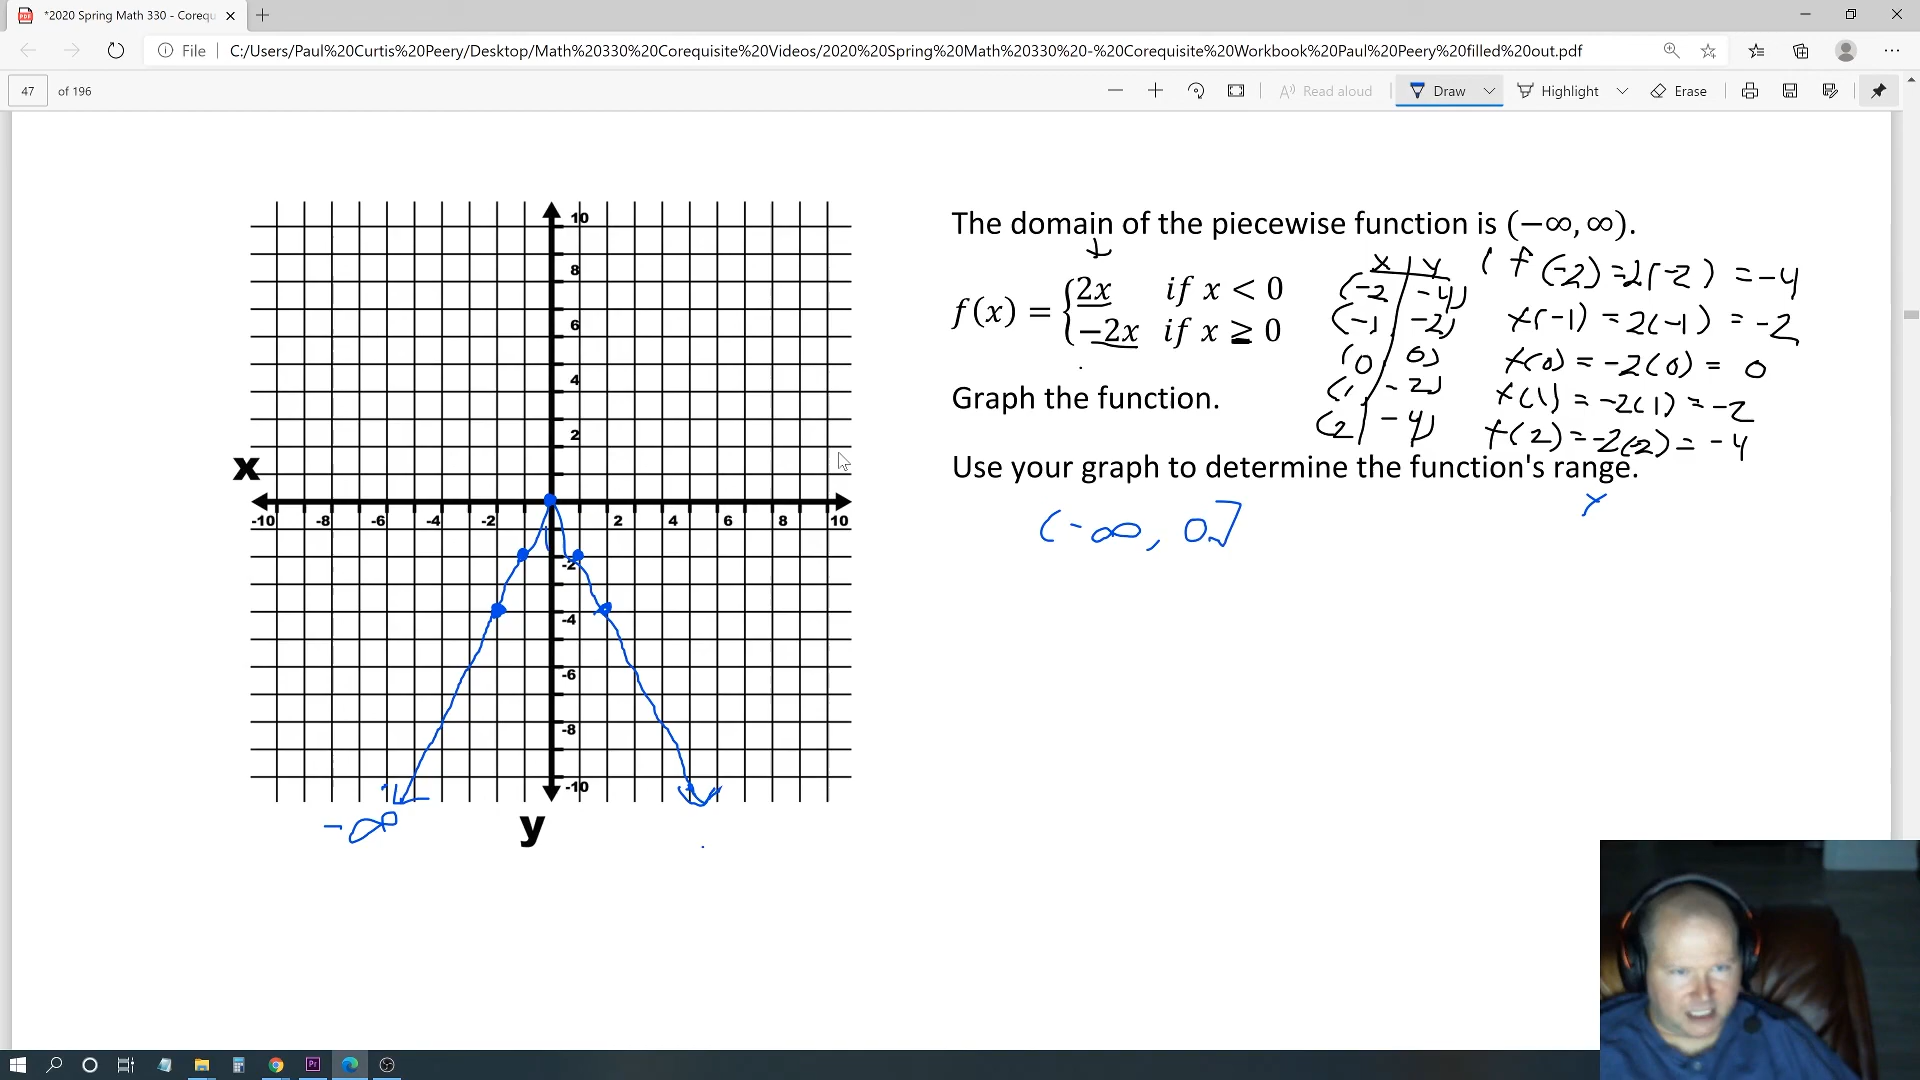 *2020 Spring Math 330 - Corequ
File C:/Users/Paul%20Curtis%20Peery/Desktop/Math%20330%20Corequisite%20Videos/2020%20Spring%20Math%20330%20-%20Corequisite%20Workbook%20Paul%20Peery%20filled%20out.pdf
47 of 196 Read aloud Draw Highlight Erase
The domain of the piecewise function is (−∞, ∞).
f(x) = { 2x if x < 0
−2x if x ≥ 0
Graph the function.
Use your graph to determine the function's range.
(-∞, 0]
x | y
(-2, -4)
(-1, -2)
(0, 0)
(1, -2)
(2, -4)
f(-2) = 2(-2) = -4
f(-1) = 2(-1) = -2
f(0) = -2(0) = 0
f(1) = -2(1) = -2
f(2) = -2(2) = -4
y
10
8
6
4
2
x
-10 -8 -6 -4 -2 2 4 6 8 10
-2
-4
-6
-8
-10
-∞
y
Pr